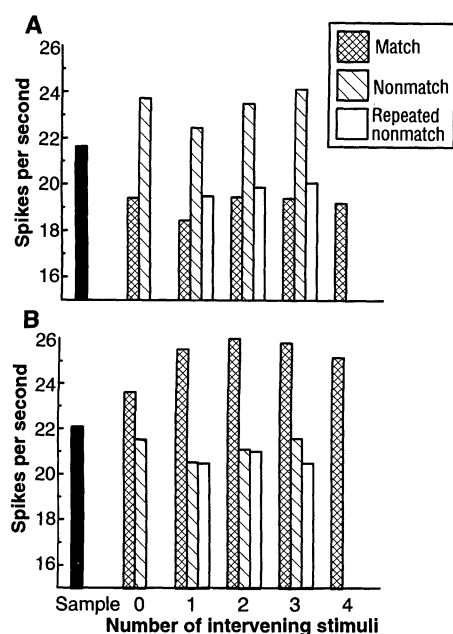 A
26
24
22
20
18
16
Spikes per second
Match
Nonmatch
Repeated
nonmatch
B
26
24
22
20
18
16
Spikes per second
Sample 0 1 2 3 4
Number of intervening stimuli